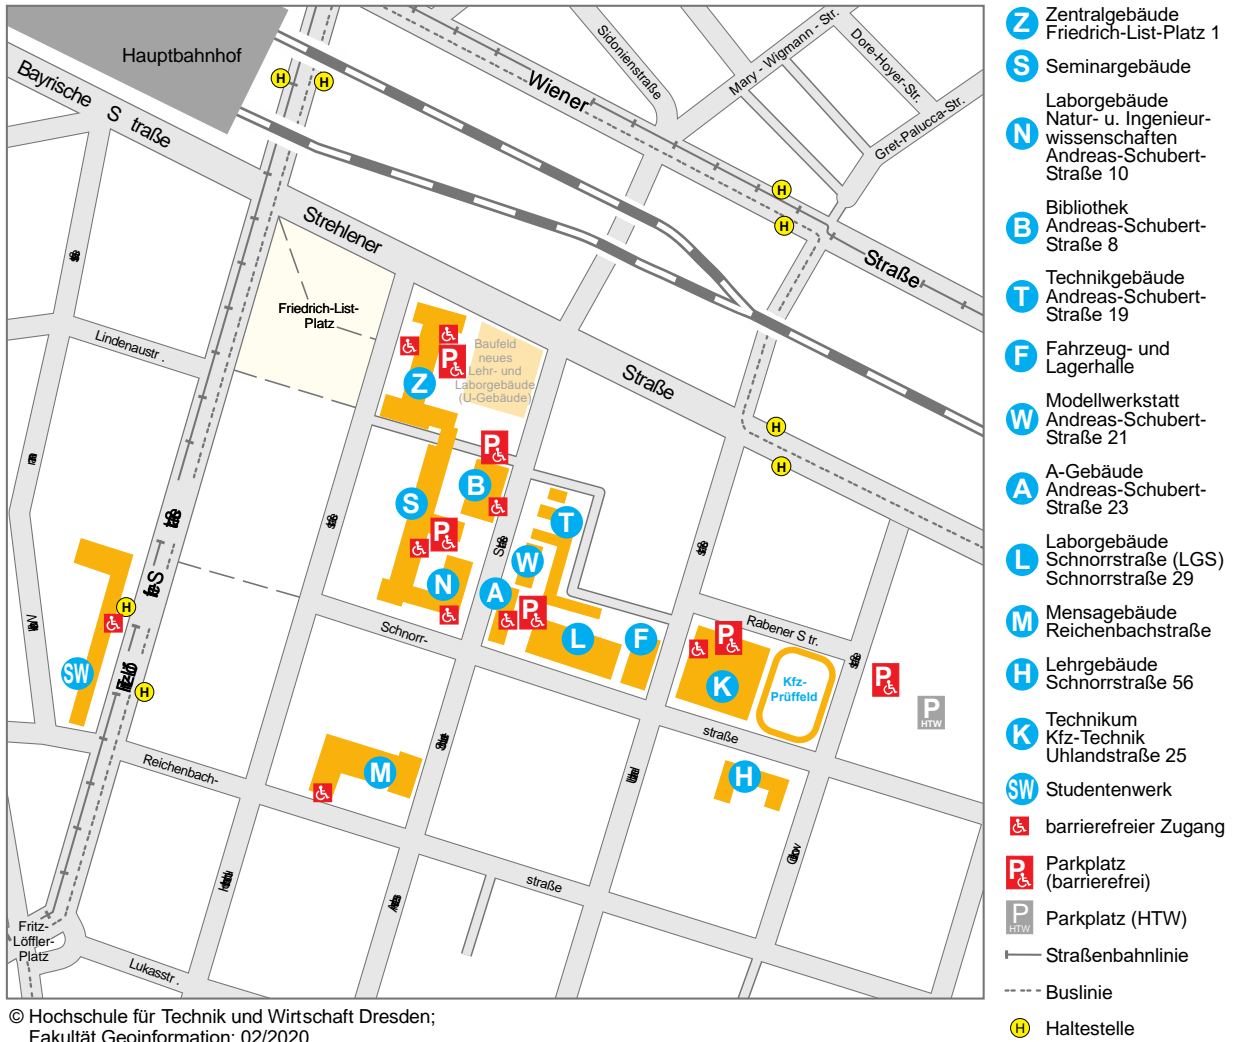 Hauptbahnhof
H
H
Bayrische
S traße
Wiener
Sidonienstraße
Mary - Wigmann - Str.
Dore-Hoyer-Str.
Gret-Palucca-Str.
H
H
Straße
Strehlener
Friedrich-List-
Platz
Lindenaustr.
Baufeld
neues
Lehr- und
Laborgebäude
(U-Gebäude)
P
Z
Straße
H
H
P
B
S
P
T
W
N
A
P
L
F
Schnorr-
Rabener S tr.
P
K
Kfz-
Prüffeld
P
P
HTW
straße
H
H
SW
H
M
Reichenbach-
straße
Fritz-
Löffler-
Platz
Lukasstr.
Z Zentralgebäude
Friedrich-List-Platz 1
S Seminargebäude
N Laborgebäude
Natur- u. Ingenieur-
wissenschaften
Andreas-Schubert-
Straße 10
B Bibliothek
Andreas-Schubert-
Straße 8
T Technikgebäude
Andreas-Schubert-
Straße 19
F Fahrzeug- und
Lagerhalle
W Modellwerkstatt
Andreas-Schubert-
Straße 21
A A-Gebäude
Andreas-Schubert-
Straße 23
L Laborgebäude
Schnorrstraße (LGS)
Schnorrstraße 29
M Mensagebäude
Reichenbachstraße
H Lehrgebäude
Schnorrstraße 56
K Technikum
Kfz-Technik
Uhlandstraße 25
SW Studentenwerk
barrierefreier Zugang
P Parkplatz
(barrierefrei)
P HTW Parkplatz (HTW)
Straßenbahnlinie
Buslinie
H Haltestelle
© Hochschule für Technik und Wirtschaft Dresden;
Fakultät Geoinformation; 02/2020